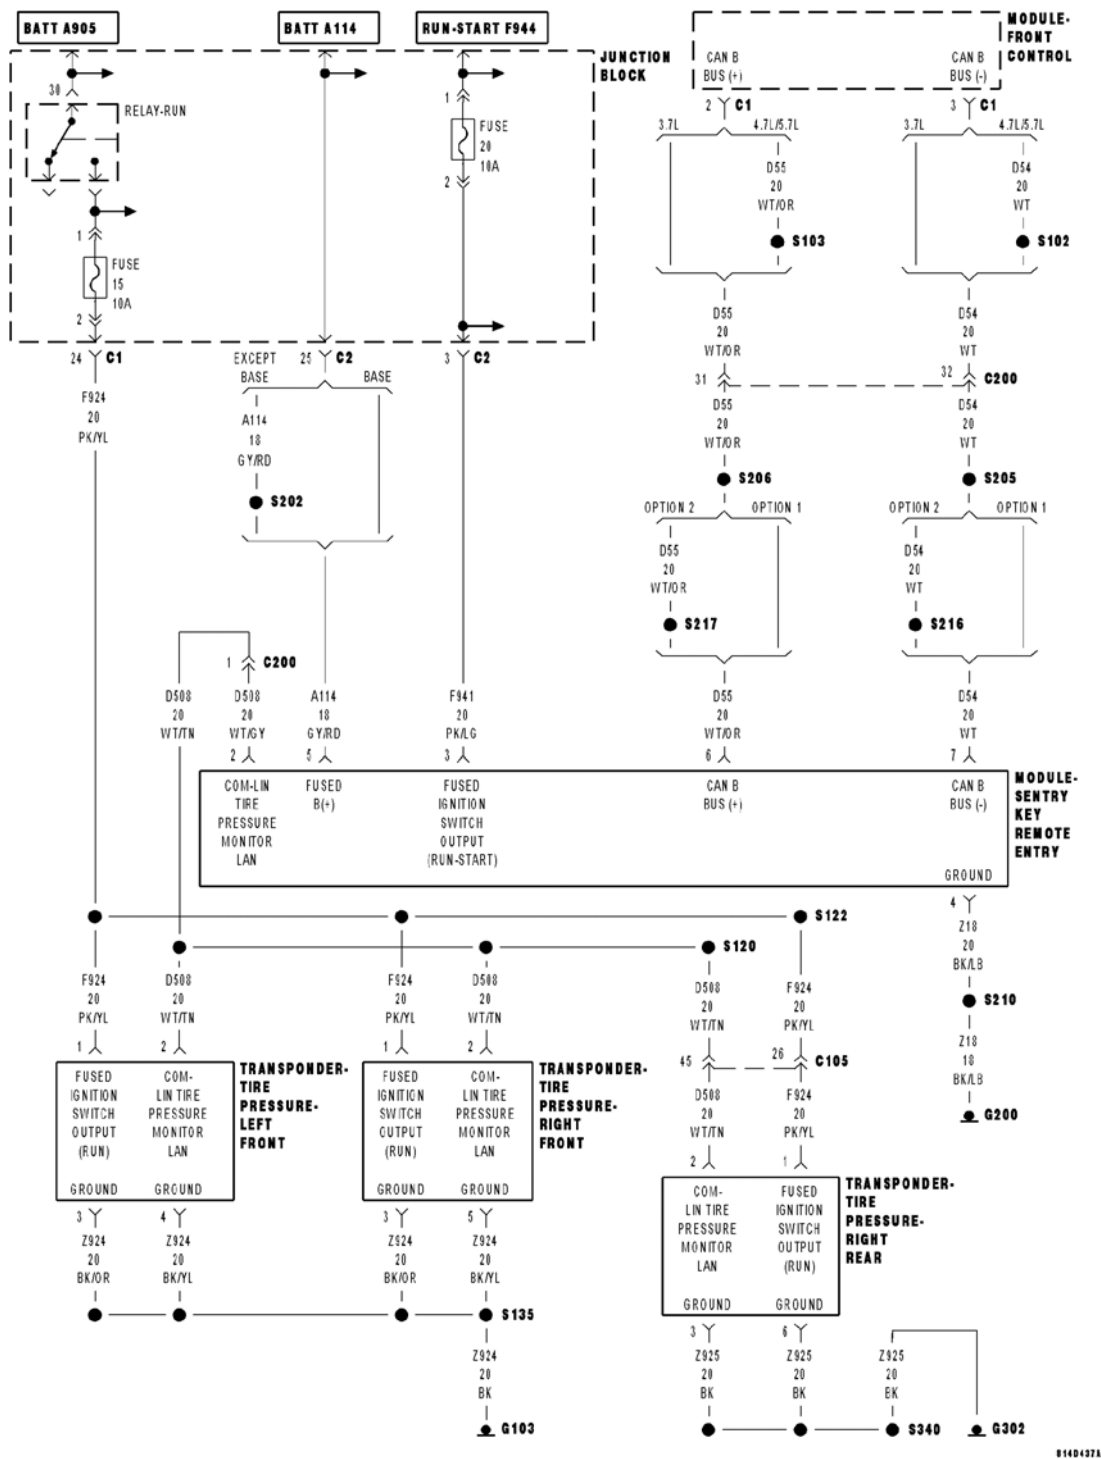 BATT A905
BATT A114
RUN-START F944
MODULE-
FRONT
CONTROL
JUNCTION
BLOCK
CAN B
BUS (+)
CAN B
BUS (-)
30
RELAY-RUN
1
FUSE
20
10A
2
2 C1
3 C1
3.7L
4.7L/5.7L
3.7L
4.7L/5.7L
D55
20
WT/OR
D54
20
WT
S103
S102
1
FUSE
15
10A
2
24 C1
25 C2
3 C2
EXCEPT
BASE
BASE
F924
20
PK/YL
A114
18
GY/RD
S202
D55
20
WT/OR
D54
20
WT
31
32
C200
D55
20
WT/OR
D54
20
WT
S206
S205
OPTION 2
OPTION 1
OPTION 2
OPTION 1
D55
20
WT/OR
D54
20
WT
S217
S216
1 C200
D508
20
WT/TN
D508
20
WT/GY
A114
18
GY/RD
F941
20
PK/LG
D55
20
WT/OR
D54
20
WT
2
5
3
6
7
COM-LIN
TIRE
PRESSURE
MONITOR
LAN
FUSED
B(+)
FUSED
IGNITION
SWITCH
OUTPUT
(RUN-START)
CAN B
BUS (+)
CAN B
BUS (-)
MODULE-
SENTRY
KEY
REMOTE
ENTRY
GROUND
4
Z18
20
BK/LB
S210
Z18
18
BK/LB
G200
S122
S120
F924
20
PK/YL
D508
20
WT/TN
F924
20
PK/YL
D508
20
WT/TN
D508
20
WT/TN
F924
20
PK/YL
1
2
1
2
45
26
C105
FUSED
IGNITION
SWITCH
OUTPUT
(RUN)
COM-
LIN TIRE
PRESSURE
MONITOR
LAN
TRANSPONDER-
TIRE
PRESSURE-
LEFT
FRONT
FUSED
IGNITION
SWITCH
OUTPUT
(RUN)
COM-
LIN TIRE
PRESSURE
MONITOR
LAN
TRANSPONDER-
TIRE
PRESSURE-
RIGHT
FRONT
D508
20
WT/TN
F924
20
PK/YL
2
1
GROUND
GROUND
GROUND
GROUND
3
4
3
5
Z924
20
BK/OR
Z924
20
BK/YL
Z924
20
BK/OR
Z924
20
BK/YL
S135
Z924
20
BK
G103
COM-
LIN TIRE
PRESSURE
MONITOR
LAN
FUSED
IGNITION
SWITCH
OUTPUT
(RUN)
TRANSPONDER-
TIRE
PRESSURE-
RIGHT
REAR
GROUND
GROUND
3
6
Z925
20
BK
Z925
20
BK
Z925
20
BK
S340
G302
814D437A